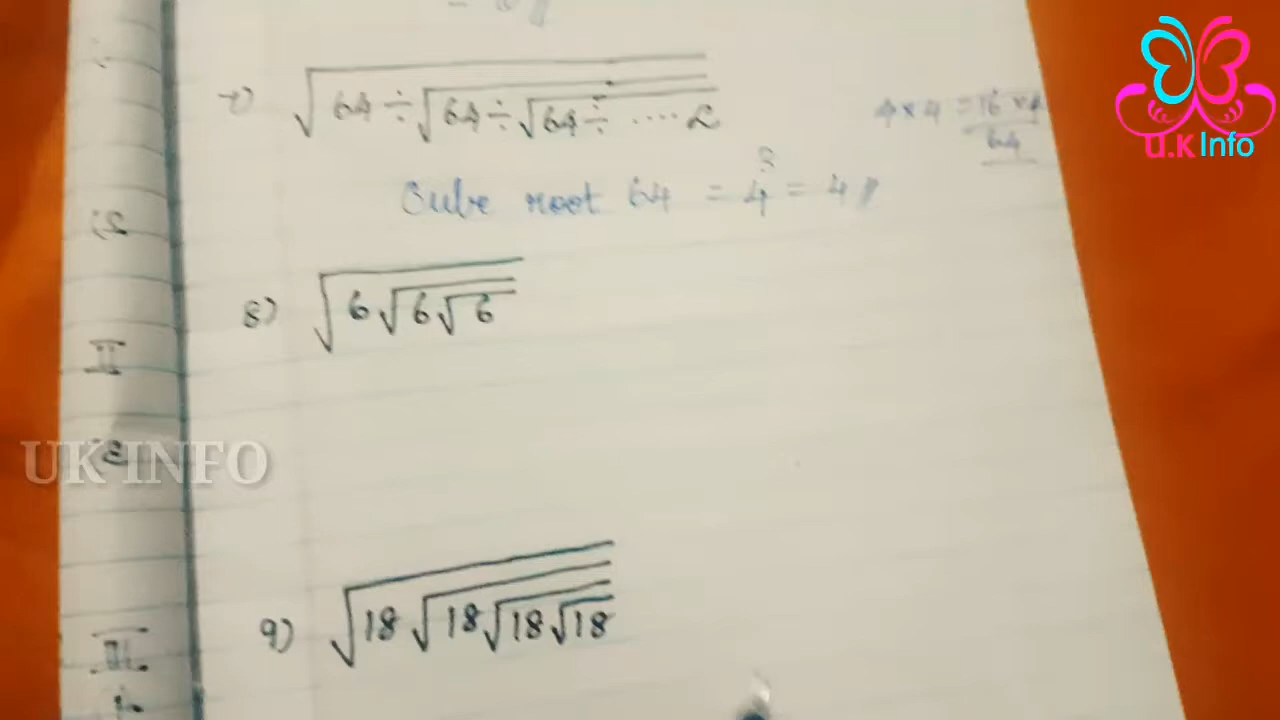 7) √64÷√64÷√64÷ ....∞
4×4 = 16×4
64
Cube root 64 = 4³ = 4 //
8) √6√6√6
9) √18√18√18√18
U.K Info
UK INFO